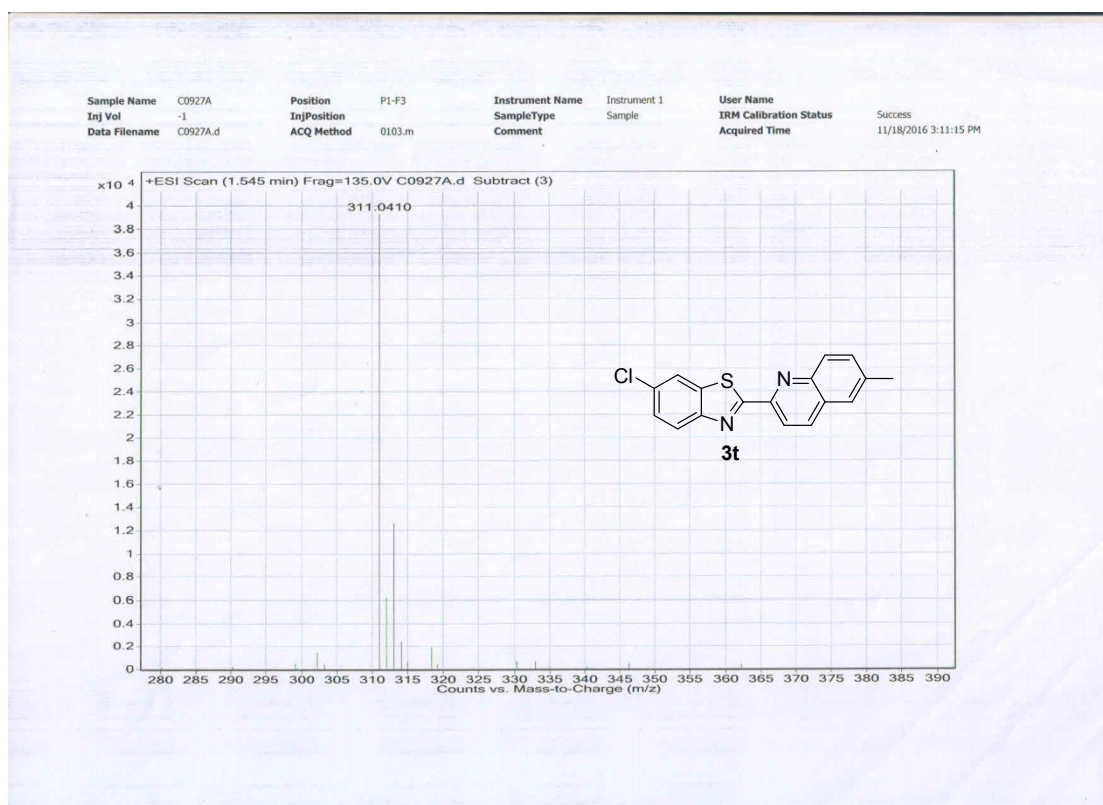 Sample Name C0927A Position P1-F3 Instrument Name Instrument 1 User Name
Inj Vol -1 InjPosition SampleType Sample IRM Calibration Status Success
Data Filename C0927A.d ACQ Method 0103.m Comment Acquired Time 11/18/2016 3:11:15 PM
x10 4 +ESI Scan (1.545 min) Frag=135.0V C0927A.d Subtract (3)
4
311.0410
3.8
3.6
3.4
3.2
3
2.8
2.6
2.4
2.2
2
1.8
1.6
1.4
1.2
1
0.8
0.6
0.4
0.2
0
Cl S N
N
3t
280 285 290 295 300 305 310 315 320 325 330 335 340 345 350 355 360 365 370 375 380 385 390
Counts vs. Mass-to-Charge (m/z)